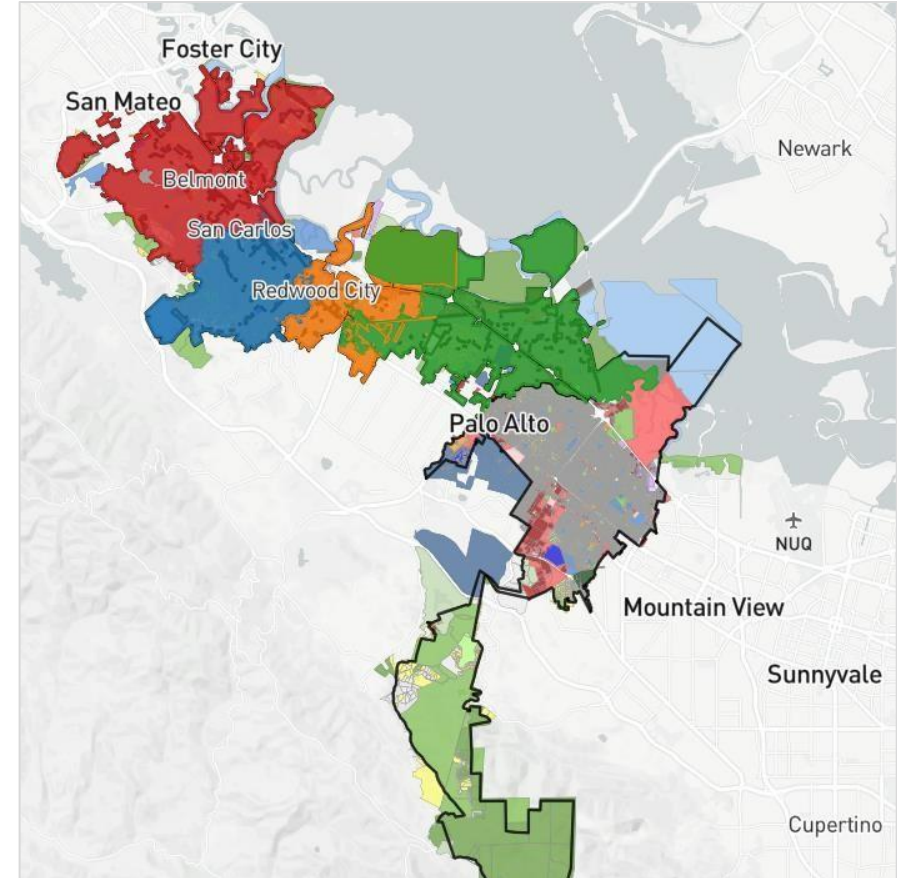 Foster City
San Mateo
Newark
Belmont
San Carlos
Redwood City
Palo Alto
NUQ
Mountain View
Sunnyvale
Cupertino